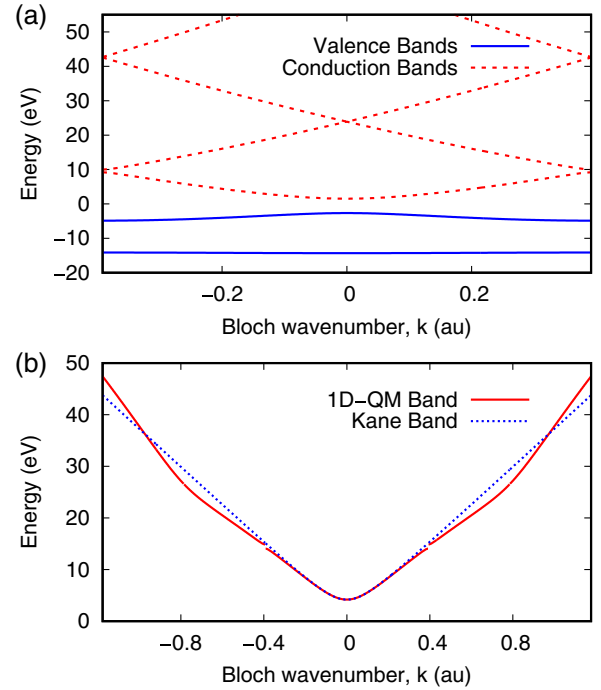 (a)
50
40
30
20
10
0
−10
−20
Energy (eV)
Valence Bands
Conduction Bands
−0.2
0
0.2
Bloch wavenumber, k (au)
(b)
50
40
30
20
10
0
Energy (eV)
1D-QM Band
Kane Band
−0.8
−0.4
0
0.4
0.8
Bloch wavenumber, k (au)